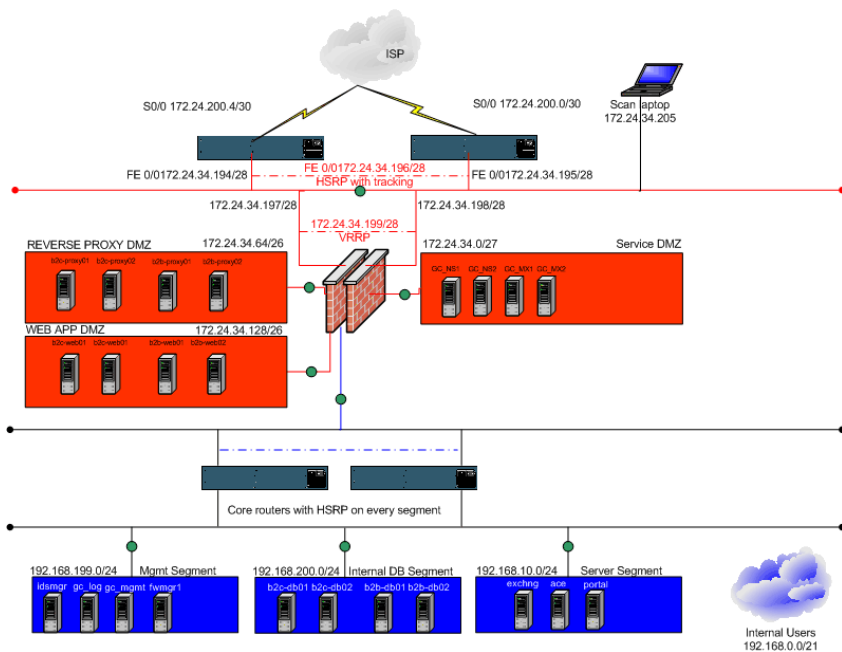 ISP
S0/0 172.24.200.4/30
S0/0 172.24.200.0/30
Scan laptop
172.24.34.205
FE 0/0172.24.34.194/28
FE 0/0172.24.34.196/28
HSRP with tracking
FE 0/0172.24.34.195/28
172.24.34.197/28
172.24.34.198/28
172.24.34.199/28
VRRP
REVERSE PROXY DMZ
172.24.34.64/26
b2c-proxy01 b2c-proxy02 b2b-proxy01 b2b-proxy02
172.24.34.0/27
Service DMZ
GC_NS1 GC_NS2 GC_MX1 GC_MX2
WEB APP DMZ
172.24.34.128/26
b2c-web01 b2c-web01 b2b-web01 b2b-web02
Core routers with HSRP on every segment
192.168.199.0/24 Mgmt Segment
idsmgr gc_log gc_mgmt fwmgr1
192.168.200.0/24 Internal DB Segment
b2c-db01 b2c-db02 b2b-db01 b2b-db02
192.168.10.0/24 Server Segment
exchng ace portal
Internal Users
192.168.0.0/21